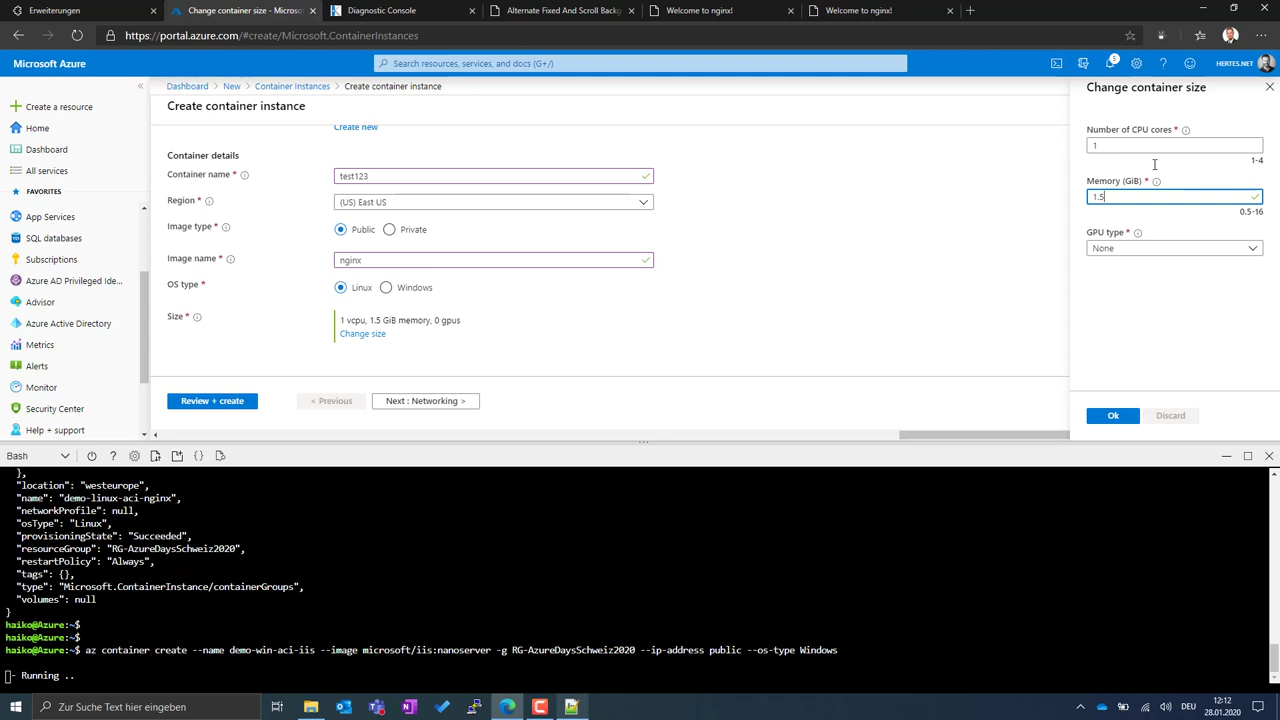 Erweiterungen
Change container size - Microso
Diagnostic Console
Alternate Fixed And Scroll Backg
Welcome to nginx!
Welcome to nginx!
https://portal.azure.com/#create/Microsoft.ContainerInstances
Microsoft Azure
Search resources, services, and docs (G+/)
5
HERTES.NET
Dashboard > New > Container Instances > Create container instance
Create container instance
Create a resource
Home
Dashboard
All services
FAVORITES
App Services
SQL databases
Subscriptions
Azure AD Privileged Ide...
Advisor
Azure Active Directory
Metrics
Alerts
Monitor
Security Center
Help + support
Create new
Container details
Container name *
test123
Region *
(US) East US
Image type *
Public
Private
Image name *
nginx
OS type *
Linux
Windows
Size *
1 vcpu, 1.5 GiB memory, 0 gpus
Change size
Review + create
< Previous
Next : Networking >
Change container size
Number of CPU cores *
1
1-4
Memory (GiB) *
1.5
0.5-16
GPU type *
None
Ok
Discard
Bash
},
"location": "westeurope",
"name": "demo-linux-aci-nginx",
"networkProfile": null,
"osType": "Linux",
"provisioningState": "Succeeded",
"resourceGroup": "RG-AzureDaysSchweiz2020",
"restartPolicy": "Always",
"tags": {},
"type": "Microsoft.ContainerInstance/containerGroups",
"volumes": null
}
haiko@Azure:~$
haiko@Azure:~$
haiko@Azure:~$ az container create --name demo-win-aci-iis --image microsoft/iis:nanoserver -g RG-AzureDaysSchweiz2020 --ip-address public --os-type Windows
- Running ..
Zur Suche Text hier eingeben
DEU
12:12
28.01.2020